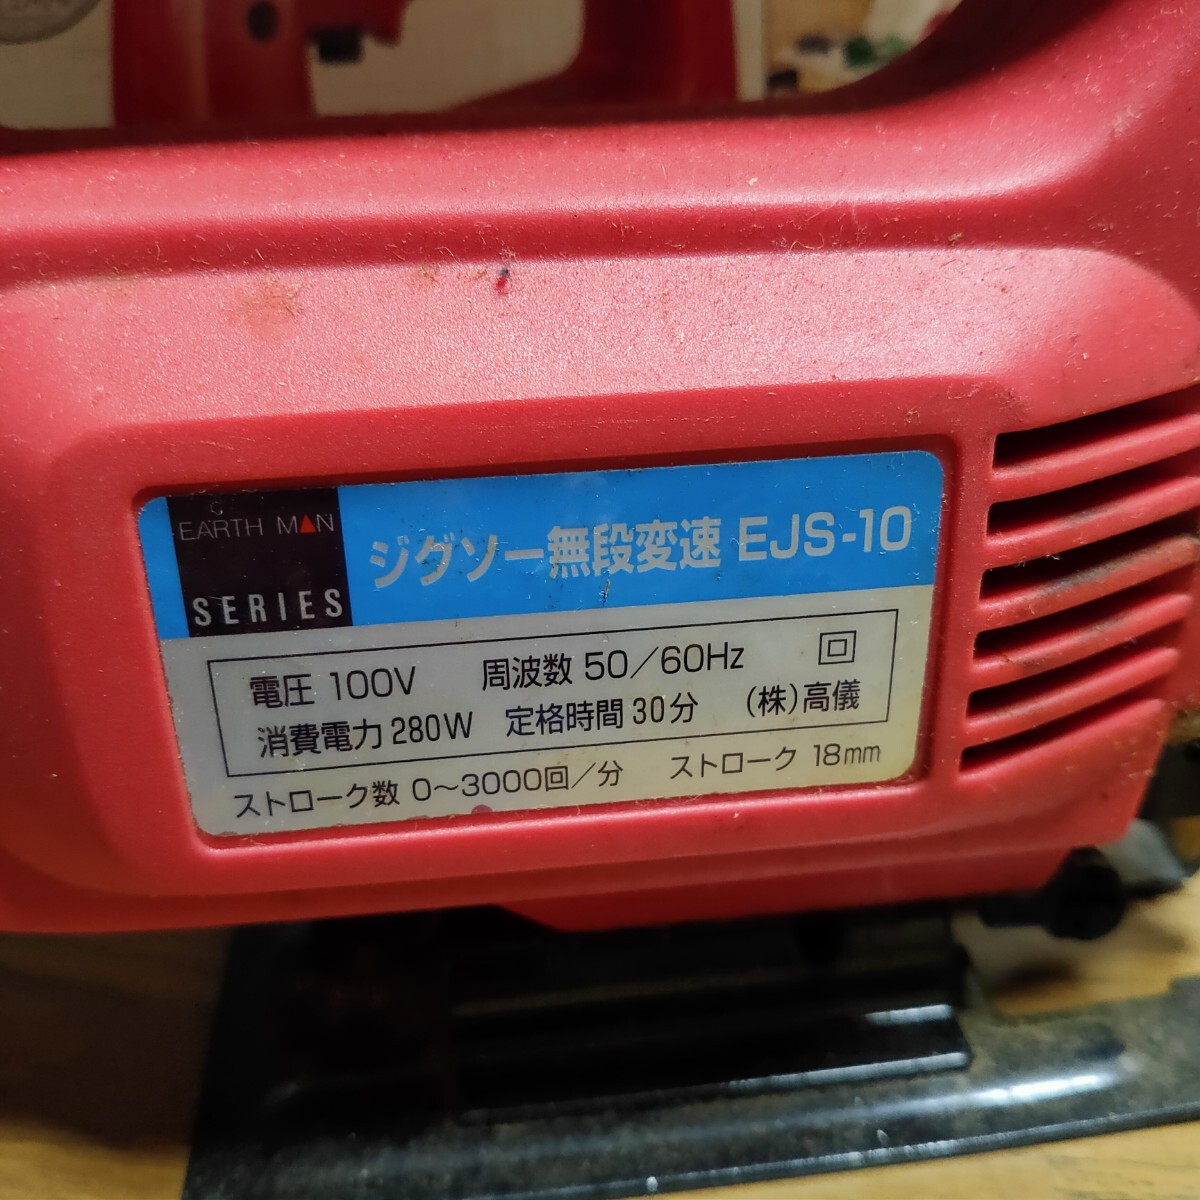 EARTH MAN
SERIES
ジグソー無段変速 EJS-10
電圧 100V 周波数 50/60Hz
消費電力 280W 定格時間 30分 (株)高儀
ストローク数 0〜3000回/分 ストローク 18mm